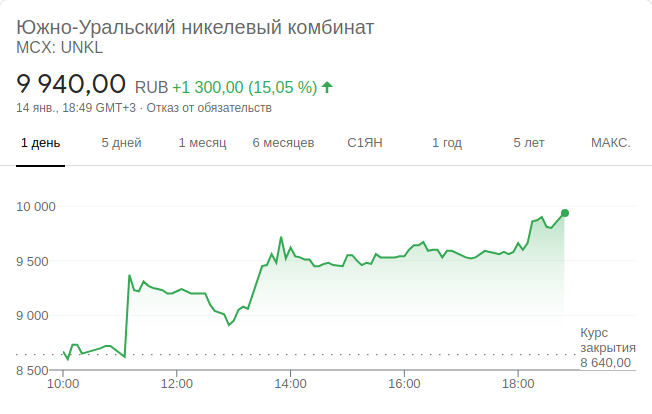 Южно-Уральский никелевый комбинат
MCX: UNKL
9 940,00 RUB +1 300,00 (15,05 %)
14 янв., 18:49 GMT+3 · Отказ от обязательств
1 день 5 дней 1 месяц 6 месяцев С1ЯН 1 год 5 лет МАКС.
10 000
9 500
9 000
Курс
закрытия
8 640,00
8 500
10:00 12:00 14:00 16:00 18:00